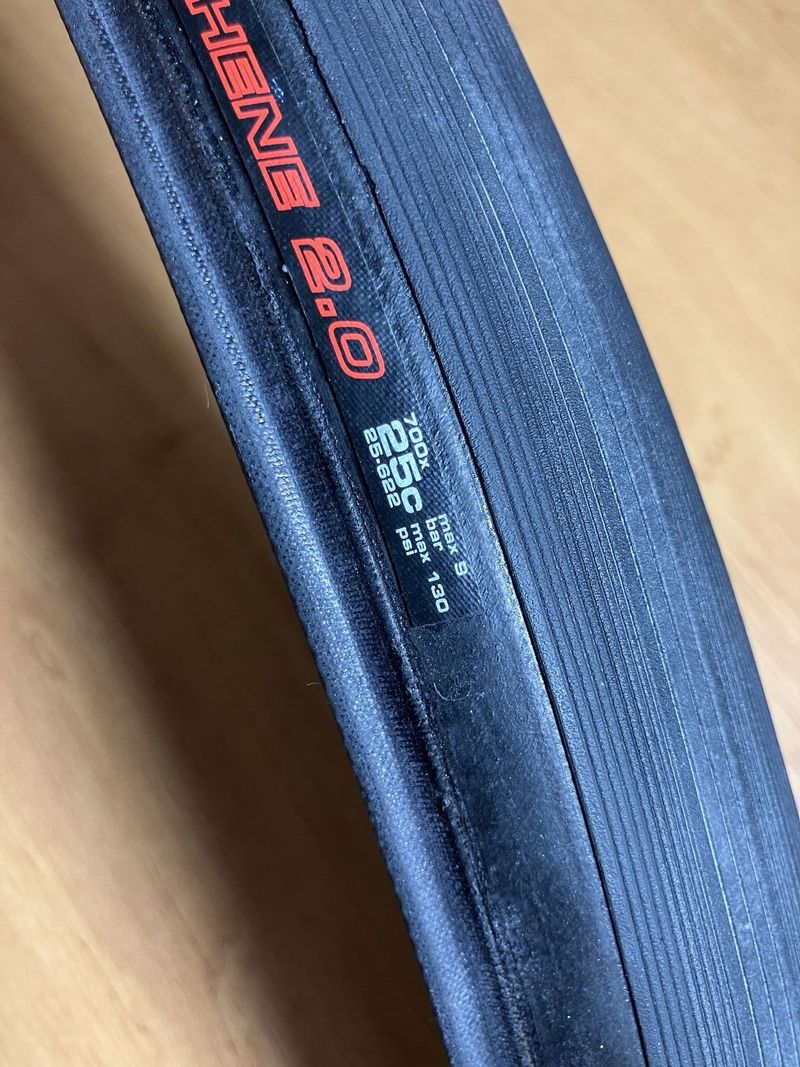 HENE 2.0
700x
25c
25-622
max 9
bar
max 130
psi